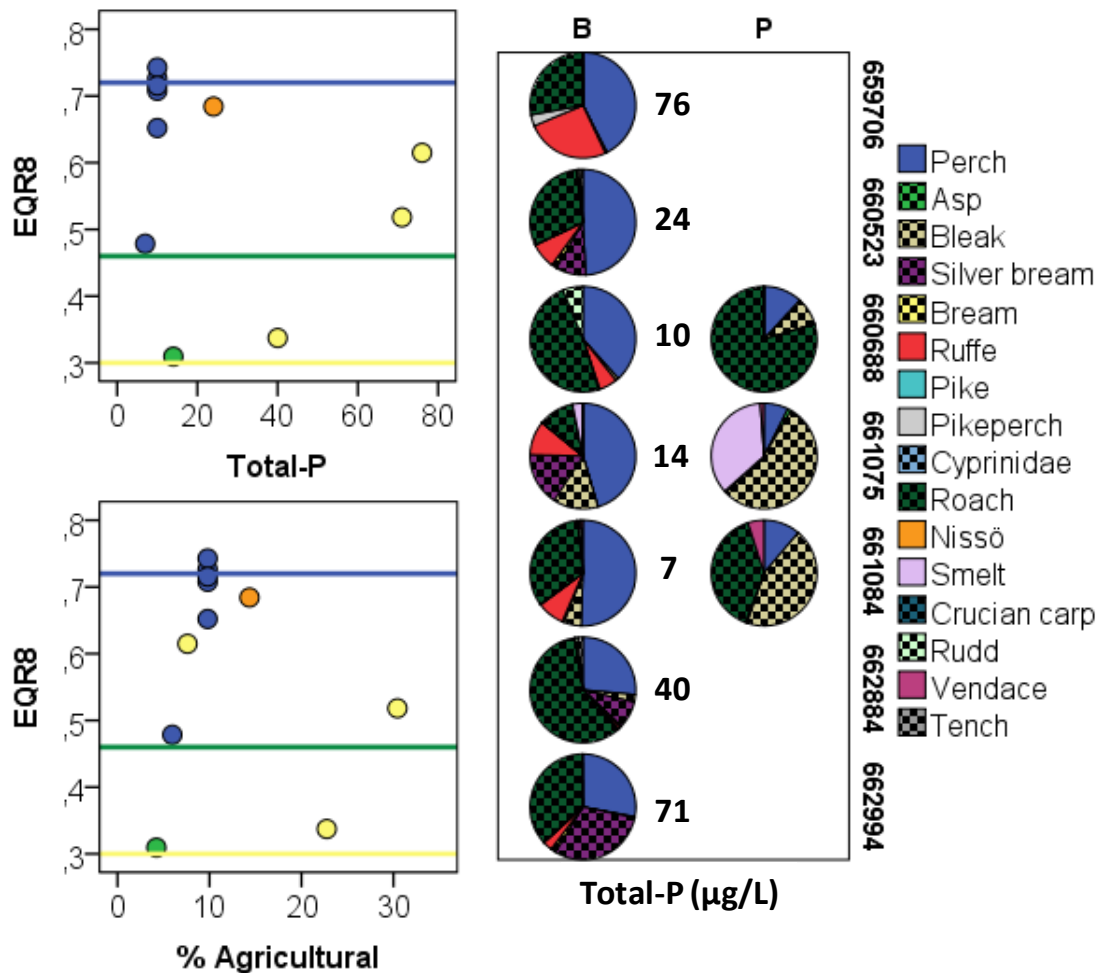 ,8
,7
,6
,5
,4
,3
EQR8
0 20 40 60 80
Total-P
,8
,7
,6
,5
,4
,3
EQR8
0 10 20 30
% Agricultural
B P
76 659706
24 660523
10 660688
14 661075
7 661084
40 662884
71 662994
Total-P (µg/L)
Perch
Asp
Bleak
Silver bream
Bream
Ruffe
Pike
Pikeperch
Cyprinidae
Roach
Nissö
Smelt
Crucian carp
Rudd
Vendace
Tench